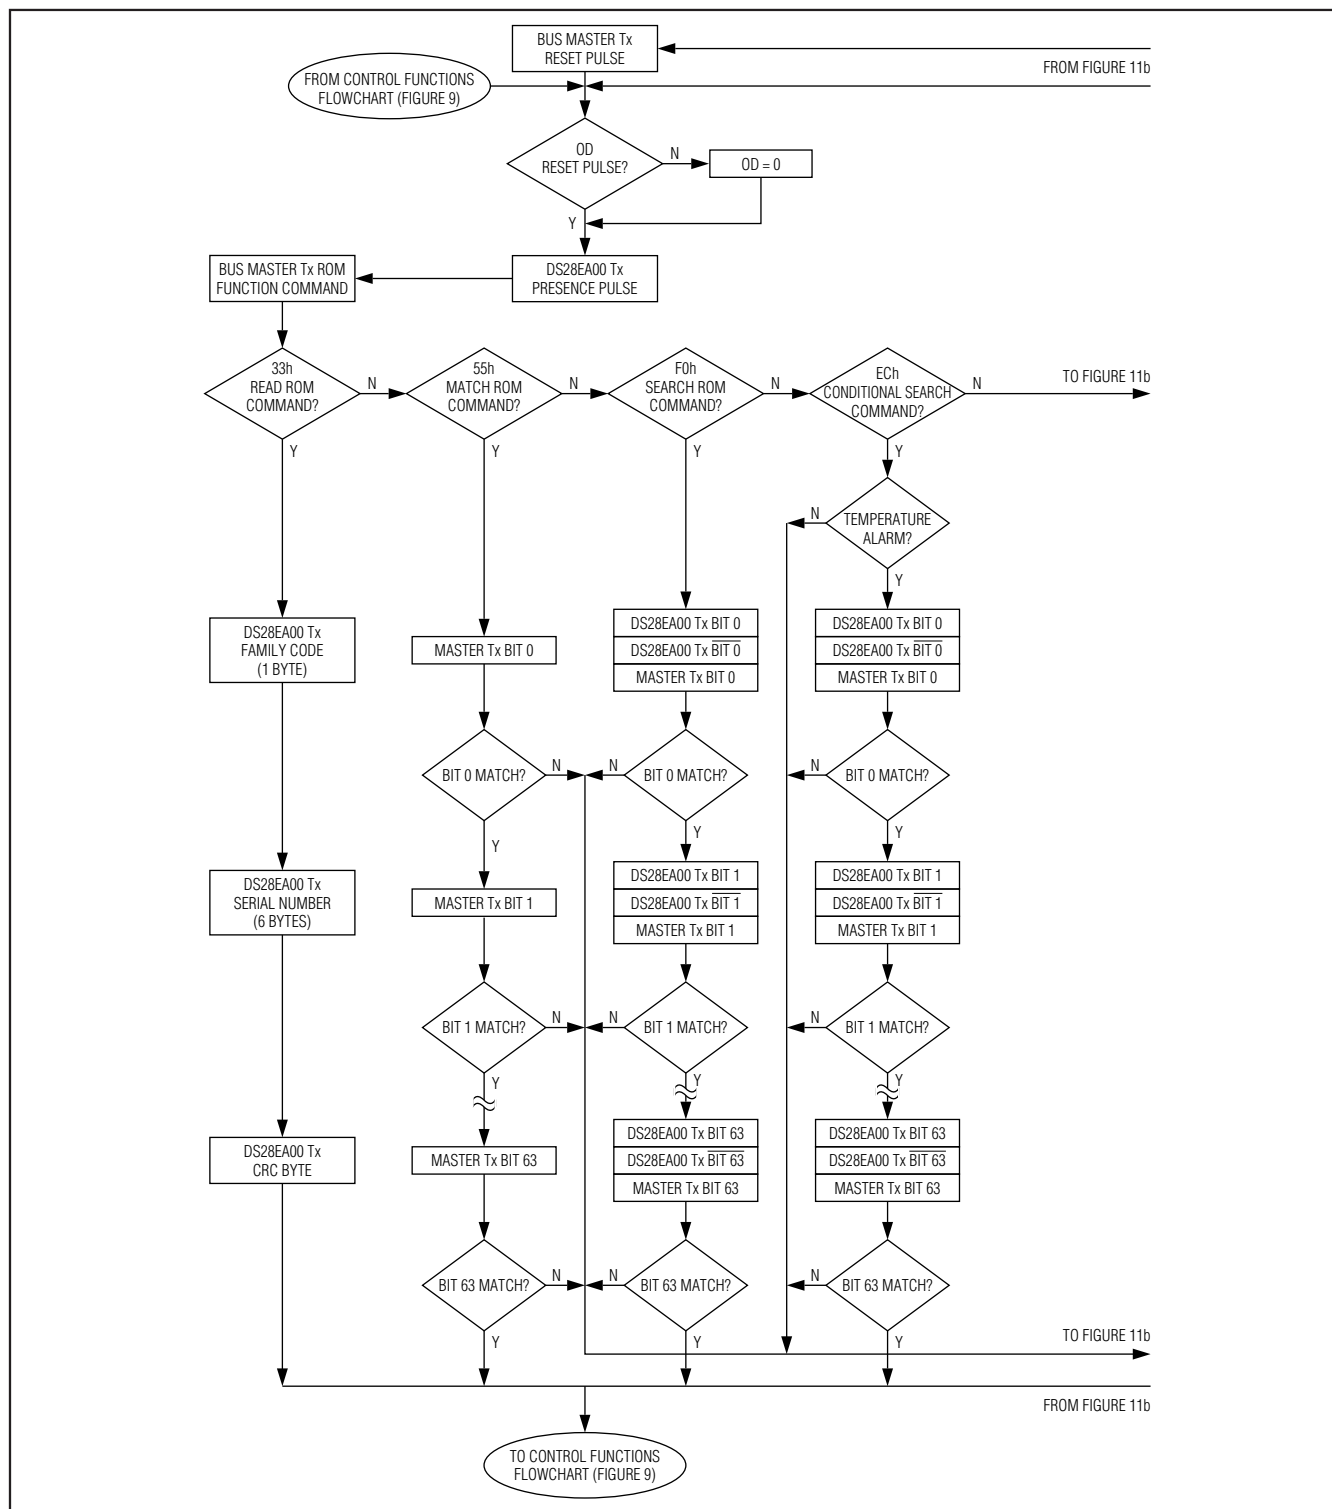 BUS MASTER Tx
RESET PULSE
FROM FIGURE 11b
FROM CONTROL FUNCTIONS
FLOWCHART (FIGURE 9)
OD
RESET PULSE?
N
OD = 0
Y
BUS MASTER Tx ROM
FUNCTION COMMAND
DS28EA00 Tx
PRESENCE PULSE
33h
READ ROM
COMMAND?
N
55h
MATCH ROM
COMMAND?
N
F0h
SEARCH ROM
COMMAND?
N
ECh
CONDITIONAL SEARCH
COMMAND?
N
TO FIGURE 11b
Y
Y
Y
Y
N
TEMPERATURE
ALARM?
Y
DS28EA00 Tx
FAMILY CODE
(1 BYTE)
MASTER Tx BIT 0
DS28EA00 Tx BIT 0
DS28EA00 Tx BIT 0
MASTER Tx BIT 0
DS28EA00 Tx BIT 0
DS28EA00 Tx BIT 0
MASTER Tx BIT 0
BIT 0 MATCH?
N
N
BIT 0 MATCH?
N
BIT 0 MATCH?
Y
Y
Y
DS28EA00 Tx
SERIAL NUMBER
(6 BYTES)
MASTER Tx BIT 1
DS28EA00 Tx BIT 1
DS28EA00 Tx BIT 1
MASTER Tx BIT 1
DS28EA00 Tx BIT 1
DS28EA00 Tx BIT 1
MASTER Tx BIT 1
BIT 1 MATCH?
N
N
BIT 1 MATCH?
N
BIT 1 MATCH?
Y
Y
Y
DS28EA00 Tx
CRC BYTE
MASTER Tx BIT 63
DS28EA00 Tx BIT 63
DS28EA00 Tx BIT 63
MASTER Tx BIT 63
DS28EA00 Tx BIT 63
DS28EA00 Tx BIT 63
MASTER Tx BIT 63
BIT 63 MATCH?
N
N
BIT 63 MATCH?
N
BIT 63 MATCH?
Y
Y
Y
TO FIGURE 11b
FROM FIGURE 11b
TO CONTROL FUNCTIONS
FLOWCHART (FIGURE 9)